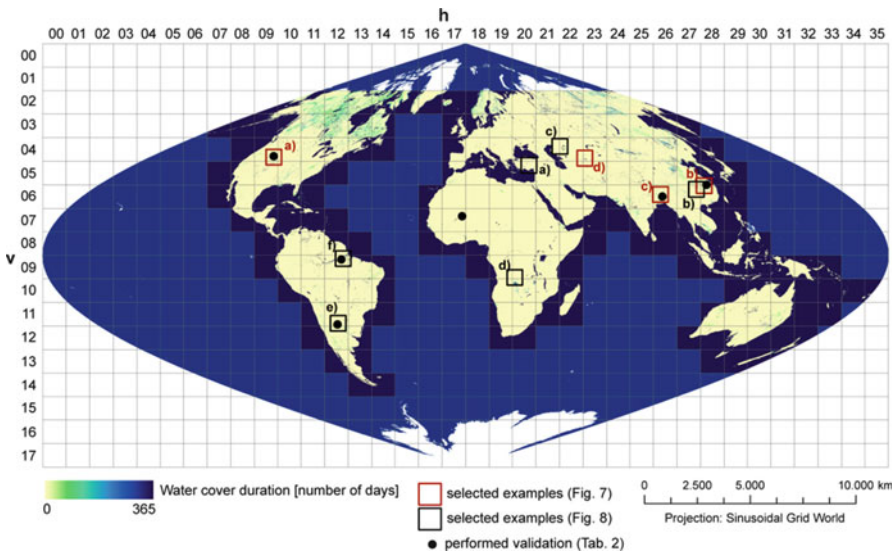 h
00 01 02 03 04 05 06 07 08 09 10 11 12 13 14 15 16 17 18 19 20 21 22 23 24 25 26 27 28 29 30 31 32 33 34 35
00
01
02
03
04
05
06
07
08
09
10
11
12
13
14
15
16
17
v
a)
c)
a)
d)
b)
c)
b)
f)
d)
e)
Water cover duration [number of days]
0 365
selected examples (Fig. 7)
selected examples (Fig. 8)
performed validation (Tab. 2)
0 2.500 5.000 10.000 km
Projection: Sinusoidal Grid World